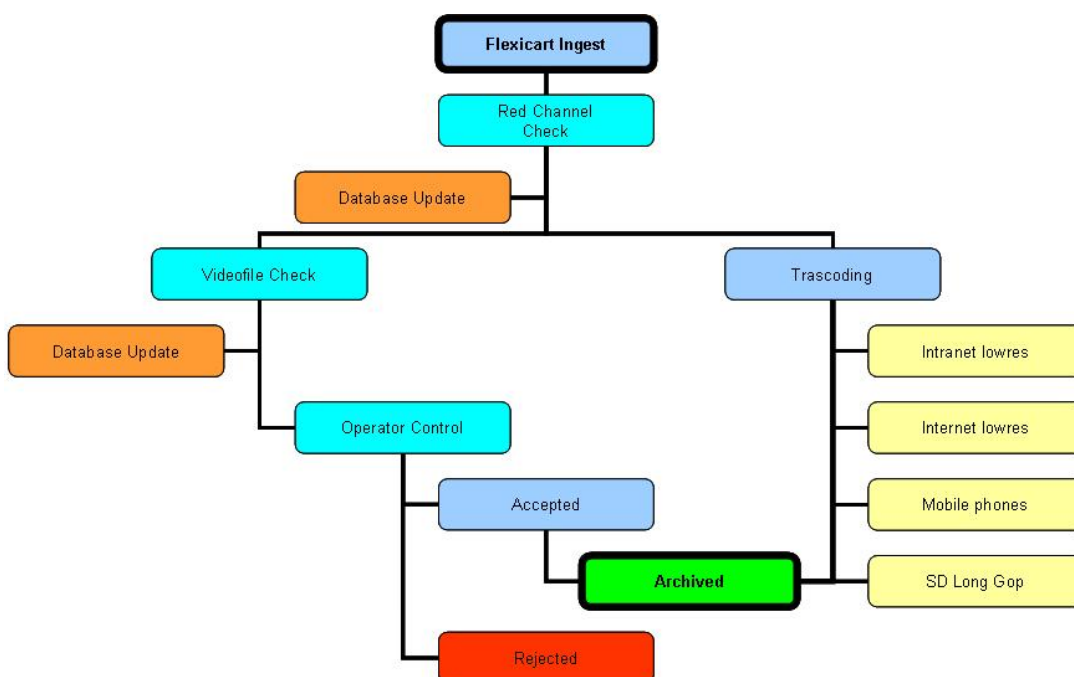 Flexicart Ingest
Red Channel
Check
Database Update
Videofile Check
Trascoding
Database Update
Intranet lowres
Operator Control
Internet lowres
Accepted
Mobile phones
Archived
SD Long Gop
Rejected